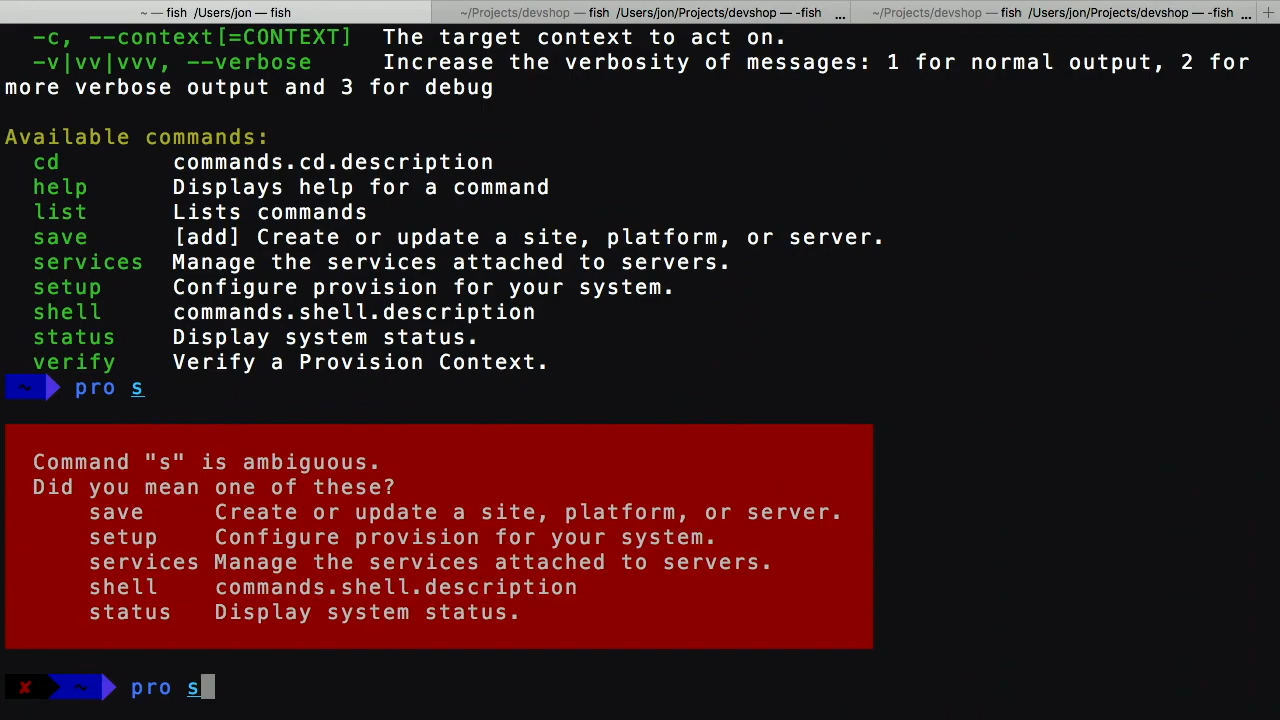 ~ — fish /Users/jon — fish
~/Projects/devshop — fish /Users/jon/Projects/devshop — -fish ...
~/Projects/devshop — fish /Users/jon/Projects/devshop — -fish ...
-c, --context[=CONTEXT] The target context to act on.
-v|vv|vvv, --verbose Increase the verbosity of messages: 1 for normal output, 2 for
more verbose output and 3 for debug
Available commands:
cd commands.cd.description
help Displays help for a command
list Lists commands
save [add] Create or update a site, platform, or server.
services Manage the services attached to servers.
setup Configure provision for your system.
shell commands.shell.description
status Display system status.
verify Verify a Provision Context.
~ pro s
Command "s" is ambiguous.
Did you mean one of these?
save Create or update a site, platform, or server.
setup Configure provision for your system.
services Manage the services attached to servers.
shell commands.shell.description
status Display system status.
✘ ~ pro s